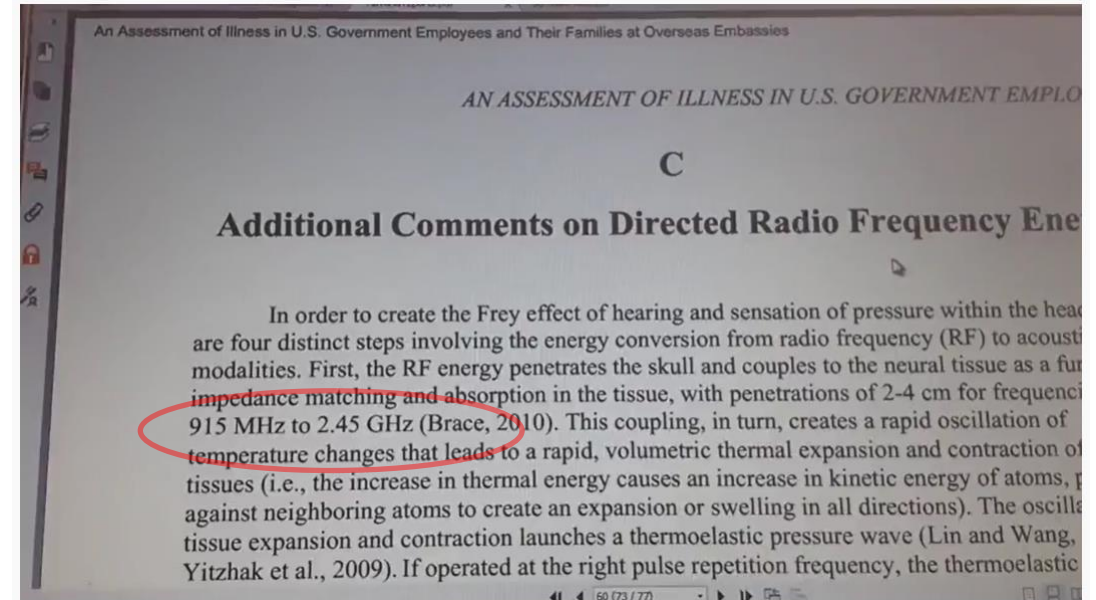 An Assessment of Illness in U.S. Government Employees and Their Families at Overseas Embassies
AN ASSESSMENT OF ILLNESS IN U.S. GOVERNMENT EMPLO
C
Additional Comments on Directed Radio Frequency Ene
In order to create the Frey effect of hearing and sensation of pressure within the head
are four distinct steps involving the energy conversion from radio frequency (RF) to acousti
modalities. First, the RF energy penetrates the skull and couples to the neural tissue as a fun
impedance matching and absorption in the tissue, with penetrations of 2-4 cm for frequenci
915 MHz to 2.45 GHz (Brace, 2010). This coupling, in turn, creates a rapid oscillation of
temperature changes that leads to a rapid, volumetric thermal expansion and contraction of
tissues (i.e., the increase in thermal energy causes an increase in kinetic energy of atoms, p
against neighboring atoms to create an expansion or swelling in all directions). The oscilla
tissue expansion and contraction launches a thermoelastic pressure wave (Lin and Wang,
Yitzhak et al., 2009). If operated at the right pulse repetition frequency, the thermoelastic
60 (73 / 77)